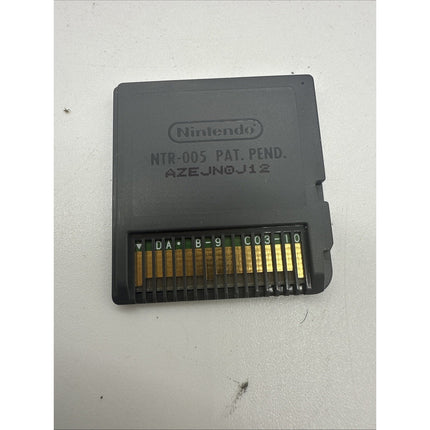 Nintendo
NTR-005 PAT. PEND.
AZEJN0J12
♥ DA• B-9 C03-10